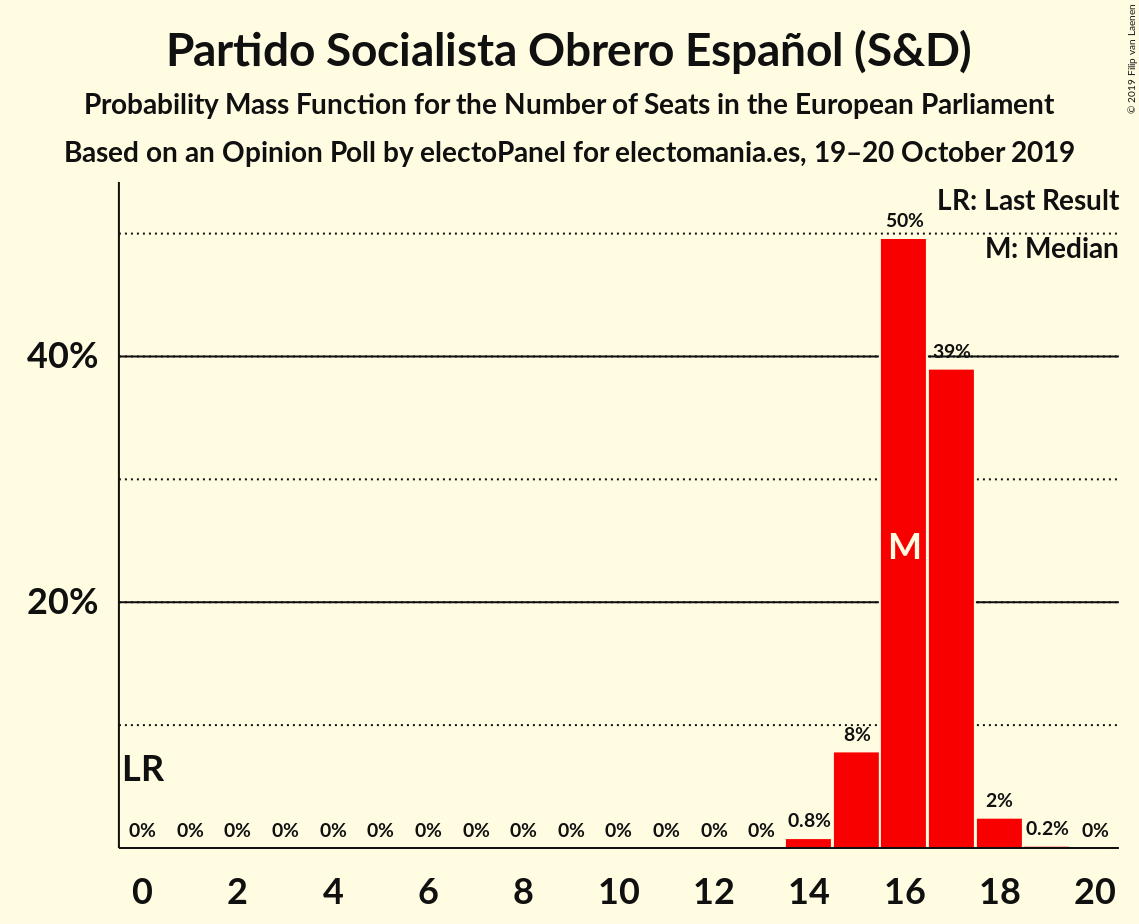 Partido Socialista Obrero Español (S&D)
Probability Mass Function for the Number of Seats in the European Parliament
Based on an Opinion Poll by electoPanel for electomania.es, 19–20 October 2019
© 2019 Filip van Laenen
LR: Last Result
M: Median
50%
40%
39%
M
20%
8%
LR
0% 0% 0% 0% 0% 0% 0% 0% 0% 0% 0% 0% 0% 0% 0.8% 2% 0.2% 0%
0 2 4 6 8 10 12 14 16 18 20